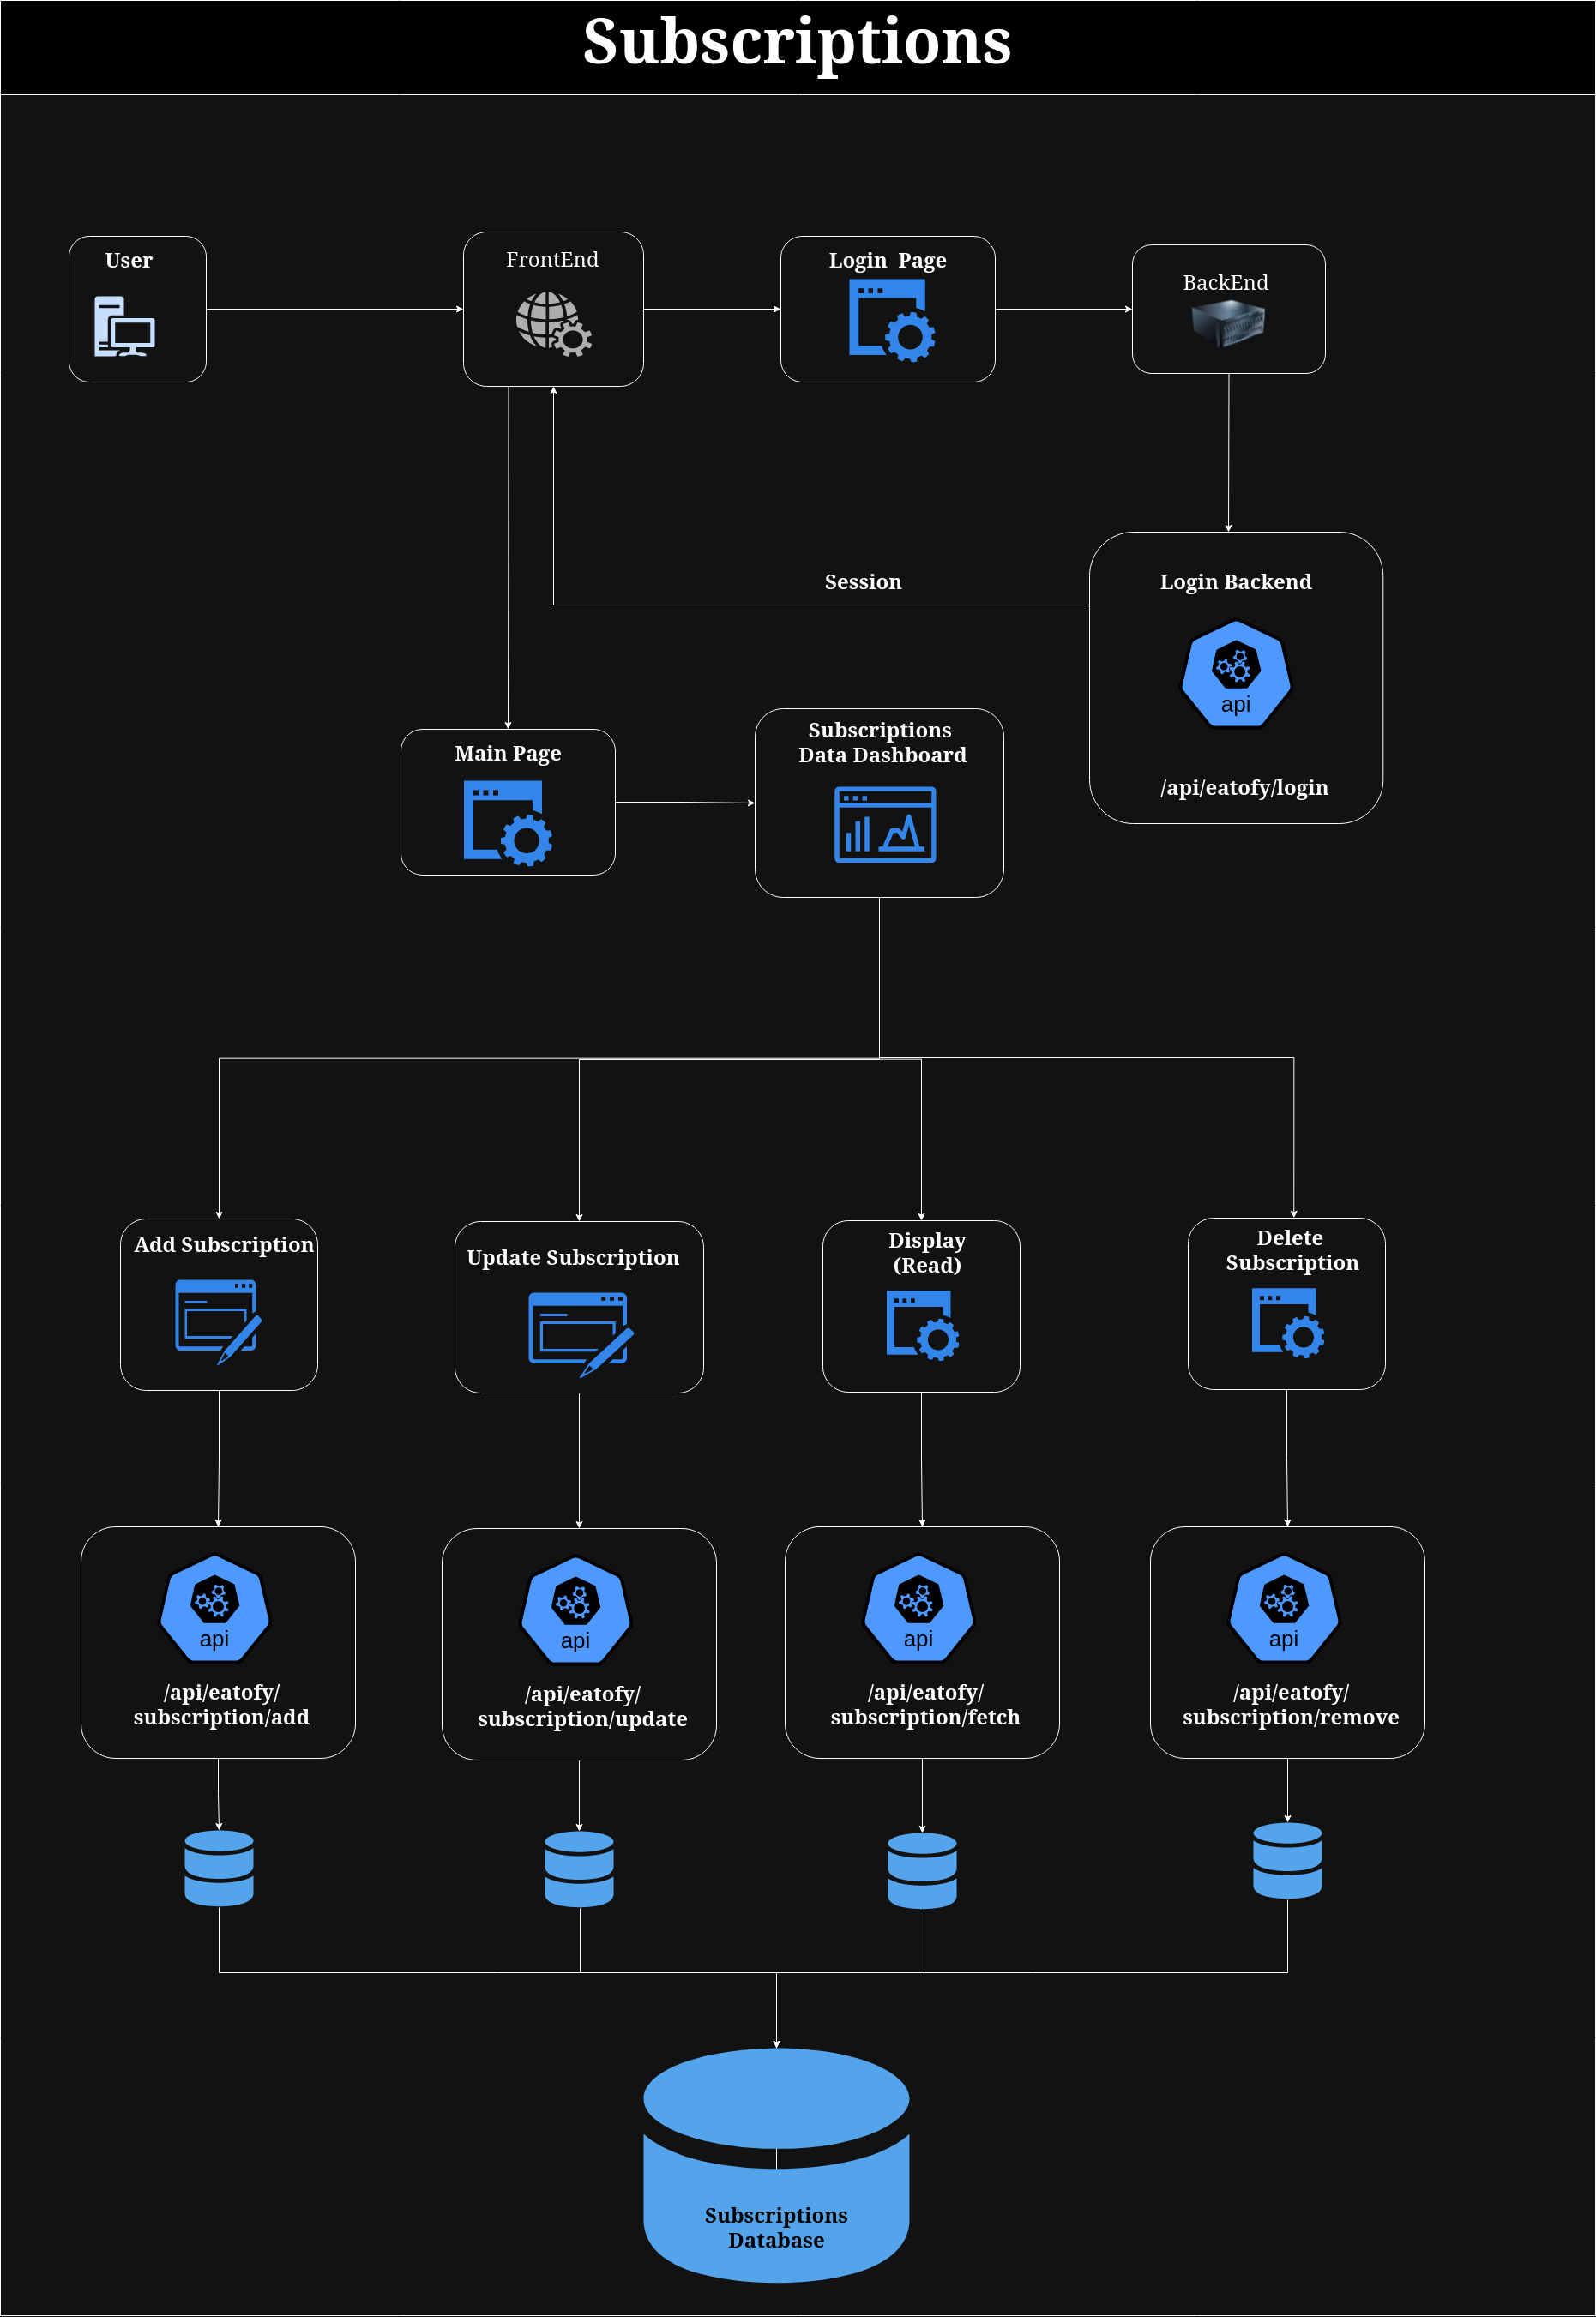 Subscriptions
User
FrontEnd
Login  Page
BackEnd
Session
Login Backend
api
/api/eatofy/login
Main Page
Subscriptions
Data Dashboard
Add Subscription
Update Subscription
Display
(Read)
Delete
Subscription
api
/api/eatofy/
subscription/add
api
/api/eatofy/
subscription/update
api
/api/eatofy/
subscription/fetch
api
/api/eatofy/
subscription/remove
Subscriptions
Database